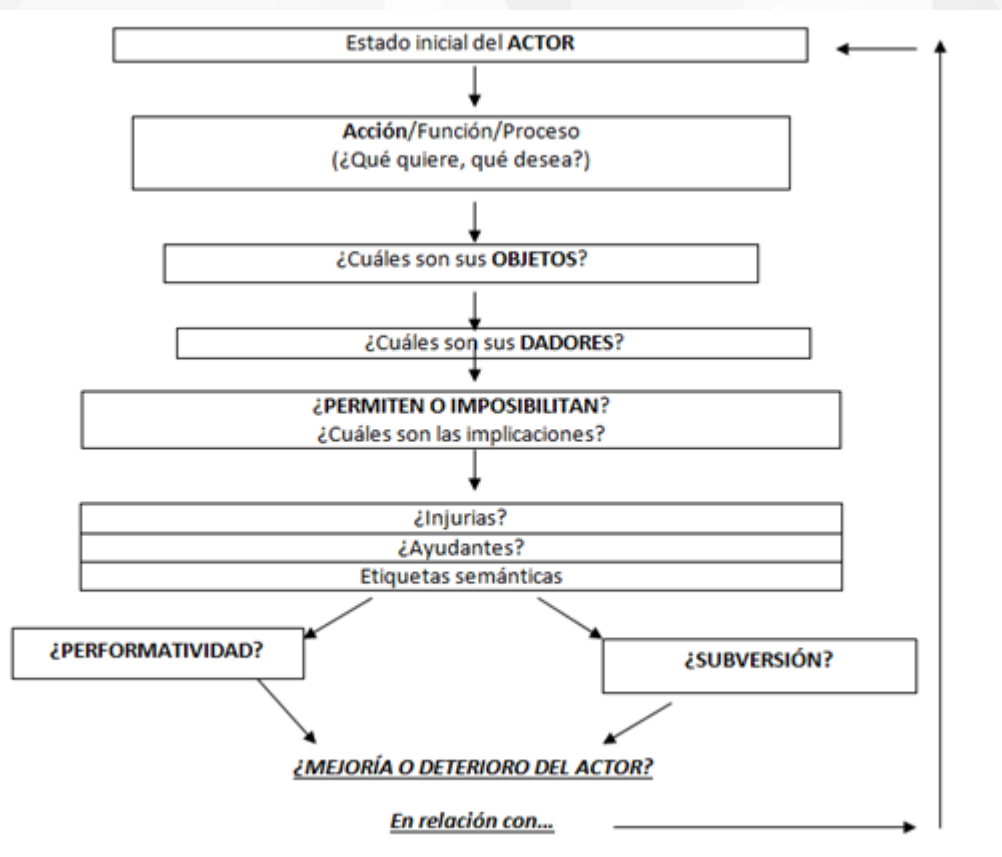 Estado inicial del ACTOR
Acción/Función/Proceso
(¿Qué quiere, qué desea?)
¿Cuáles son sus OBJETOS?
¿Cuáles son sus DADORES?
¿PERMITEN O IMPOSIBILITAN?
¿Cuáles son las implicaciones?
¿Injurias?
¿Ayudantes?
Etiquetas semánticas
¿PERFORMATIVIDAD?
¿SUBVERSIÓN?
¿MEJORÍA O DETERIORO DEL ACTOR?
En relación con...